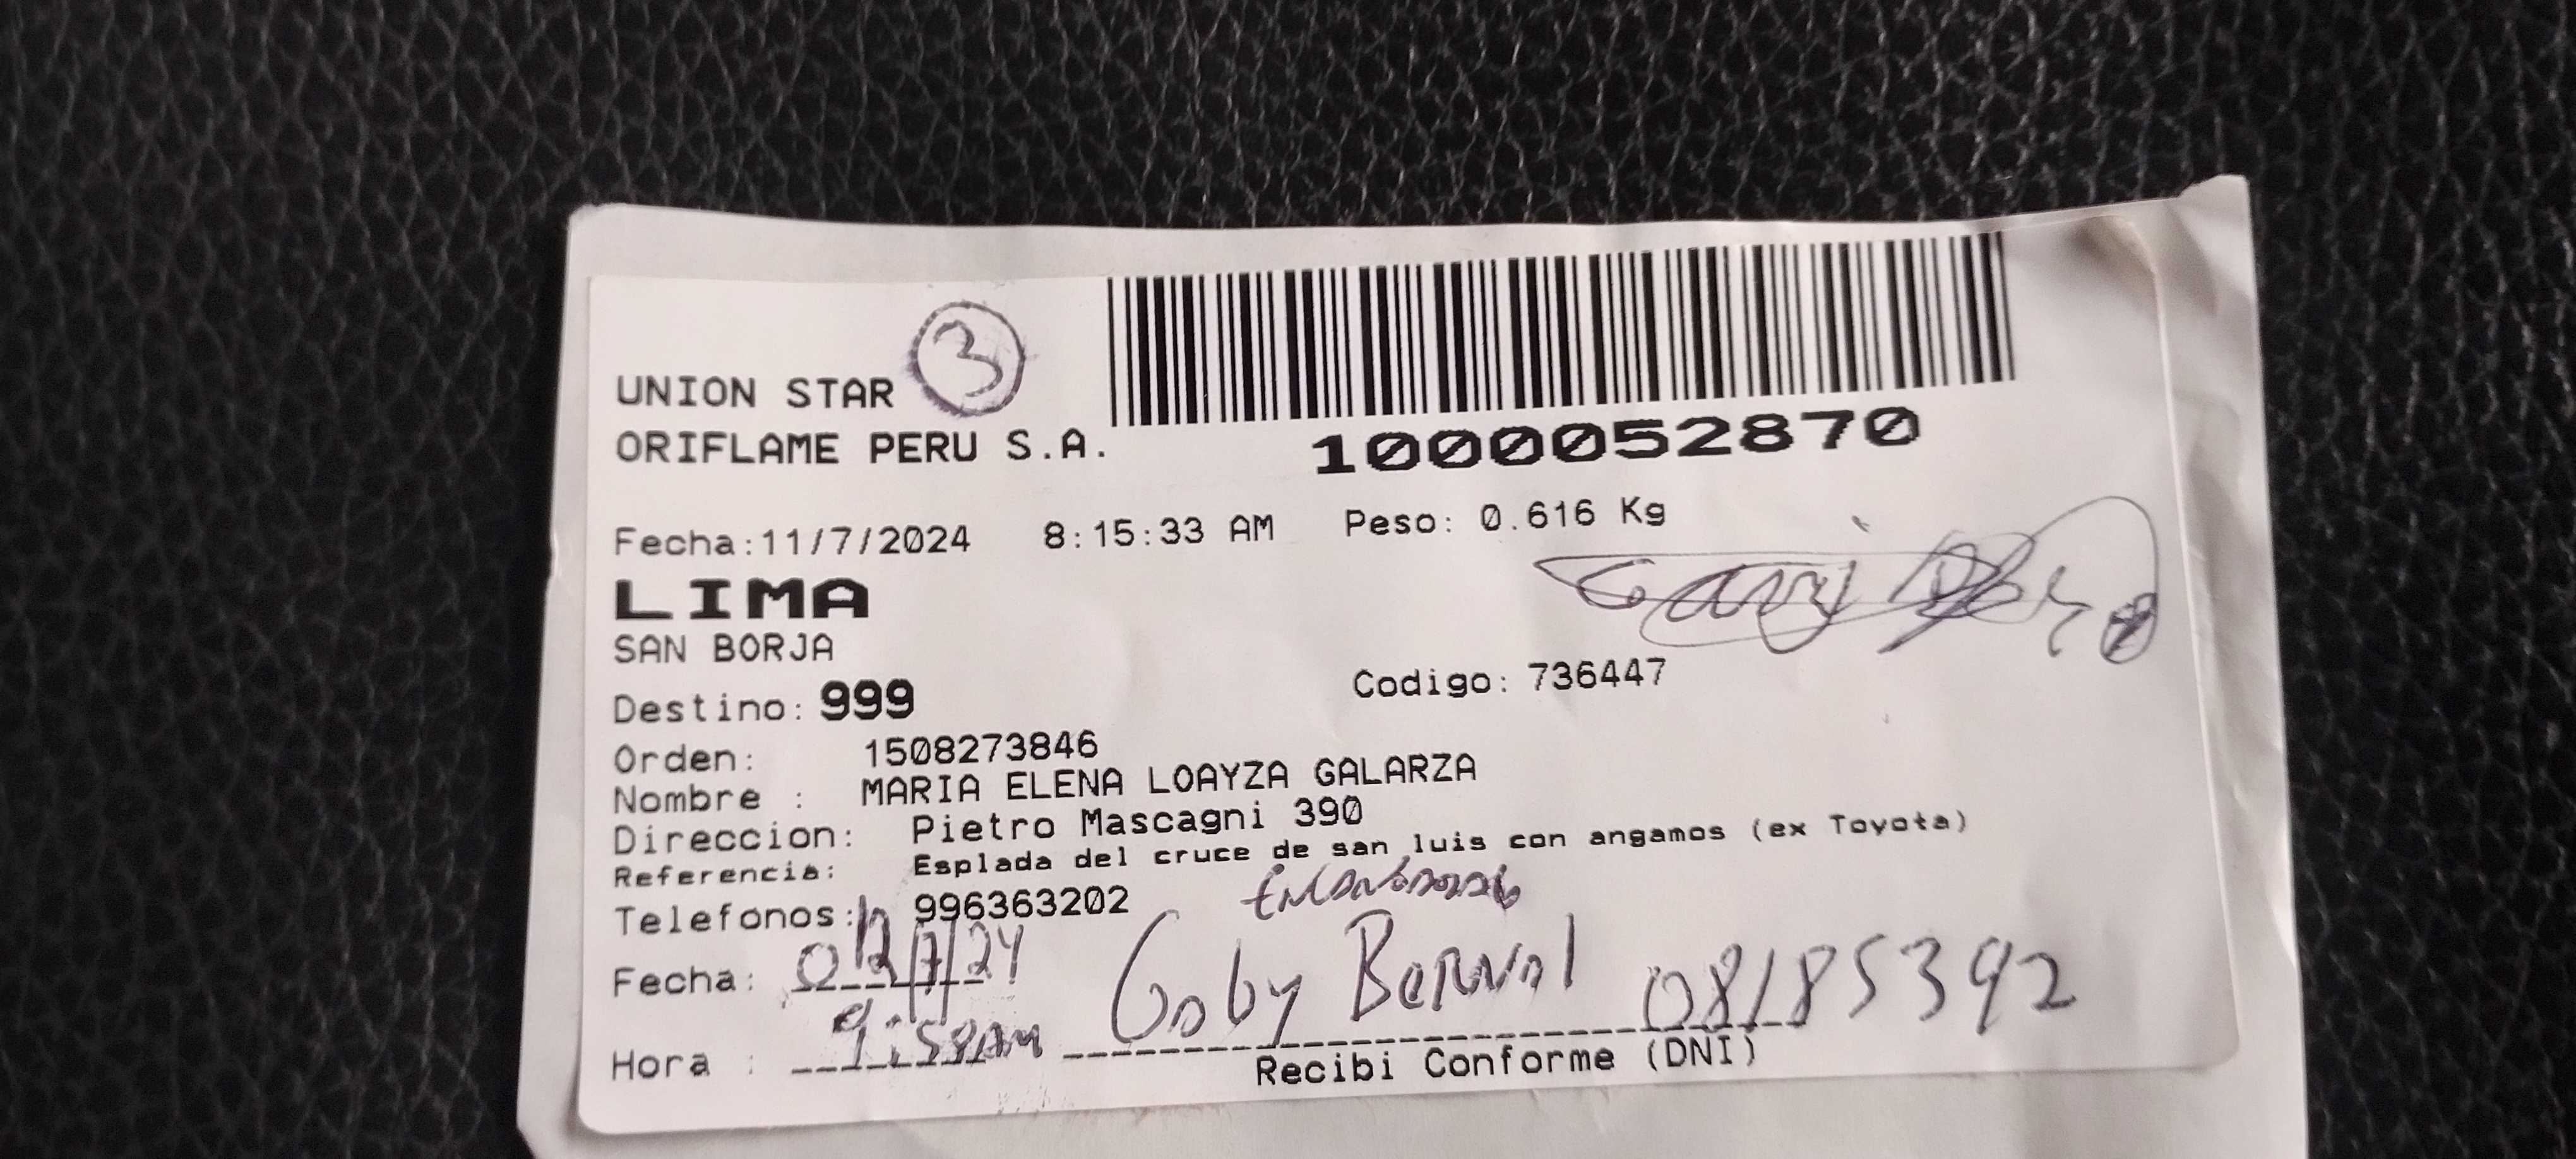 UNION STAR 3
ORIFLAME PERU S.A.
1000052870
Fecha:11/7/2024 8:15:33 AM Peso: 0.616 Kg
LIMA
SAN BORJA
Destino: 999 Codigo: 736447
Orden: 1508273846
Nombre : MARIA ELENA LOAYZA GALARZA
Direccion: Pietro Mascagni 390
Referencia: Esplada del cruce de san luis con angamos (ex Toyota)
Telefonos: 996363202
Fecha: 12/7/24 Gaby Bernal 08185392
Hora : 9:58AM
Recibi Conforme (DNI)